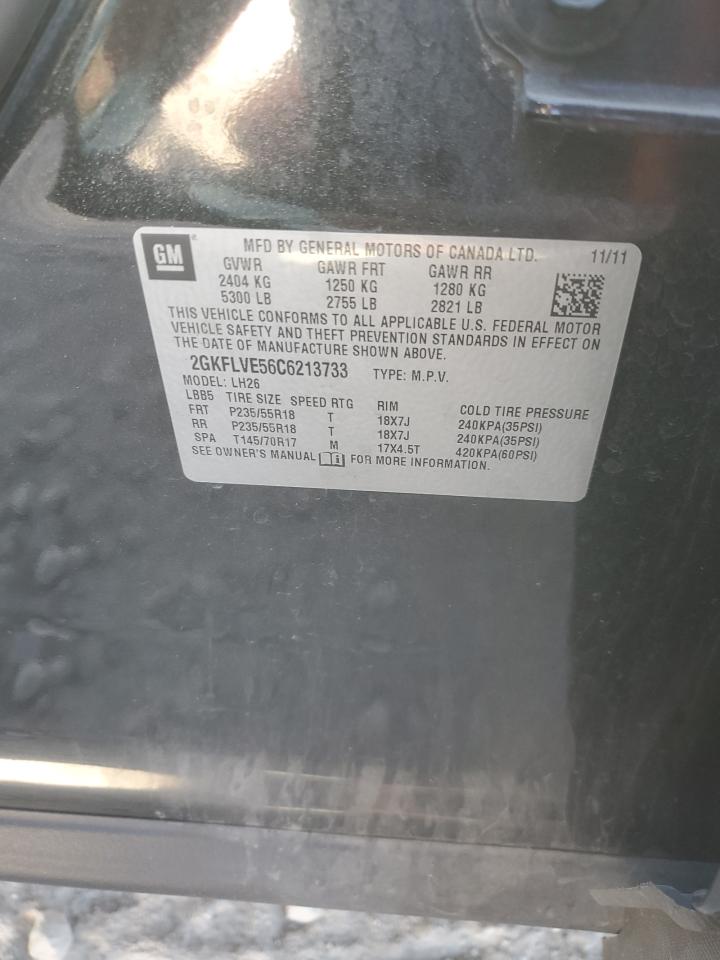 GM
MFD BY GENERAL MOTORS OF CANADA LTD. 11/11
GVWR GAWR FRT GAWR RR
2404 KG 1250 KG 1280 KG
5300 LB 2755 LB 2821 LB
THIS VEHICLE CONFORMS TO ALL APPLICABLE U.S. FEDERAL MOTOR
VEHICLE SAFETY AND THEFT PREVENTION STANDARDS IN EFFECT ON
THE DATE OF MANUFACTURE SHOWN ABOVE.
2GKFLVE56C6213733 TYPE: M.P.V.
MODEL: LH26
LBB5 TIRE SIZE SPEED RTG RIM COLD TIRE PRESSURE
FRT P235/55R18 T 18X7J 240KPA(35PSI)
RR P235/55R18 T 18X7J 240KPA(35PSI)
SPA T145/70R17 M 17X4.5T 420KPA(60PSI)
SEE OWNER'S MANUAL FOR MORE INFORMATION.